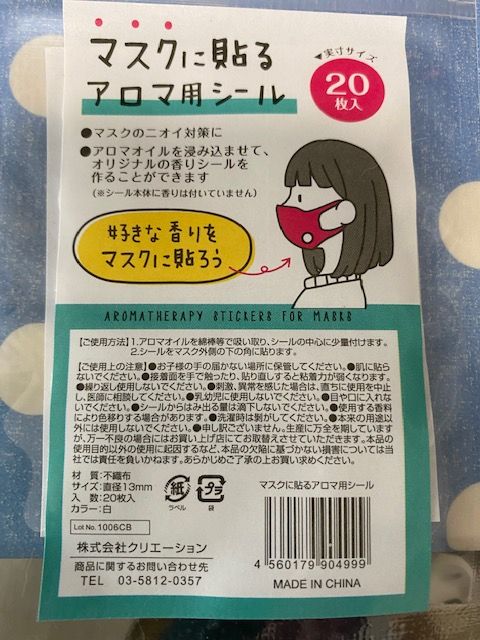 マスクに貼る
アロマ用シール
▼実寸サイズ
20
枚入
●マスクのニオイ対策に
●アロマオイルを浸み込ませて、
オリジナルの香りシールを
作ることができます
(※シール本体に香りは付いていません)
好きな香りを
マスクに貼ろう
AROMATHERAPY STICKERS FOR MASKS
【ご使用方法】1.アロマオイルを綿棒等で吸い取り、シールの中心に少量付けます。
2.シールをマスク外側の下の角に貼ります。
【ご使用上の注意】●お子様の手の届かない場所に保管してください。●肌に貼ら
ないでください。●接着面を手で触ったり、貼り直しすると粘着力が弱くなります。
●繰り返し使用しないでください。●刺激、異常を感じた場合は、直ちに使用を中止
し、医師に相談してください。●乳幼児に使用しないでください。●目や口に入れな
いでください。●シールからはみ出る量は滴下しないでください。●使用する香料
により色移りする場合があります。●洗濯時は剝がしてください。●本来の用途以
外には使用しないでください。●申し訳ございません。生産に万全を期しています
が、万一不良の場合にはお買い上げ店にてお取替えさせていただきます。本品の
使用目的以外の使用に起因するなど、本品の欠陥に基づかない損害については当
社では責任を負いかねます。あらかじめご了承の上お買い求めください。
材 質:不織布
サイズ:直径13mm
入 数:20枚入
カラー:白
紙
ラベル
プラ
袋
Lot No.1006CB
株式会社クリエーション
商品に関するお問い合わせ先
TEL 03-5812-0357
マスクに貼るアロマ用シール
4 560179 904999
MADE IN CHINA